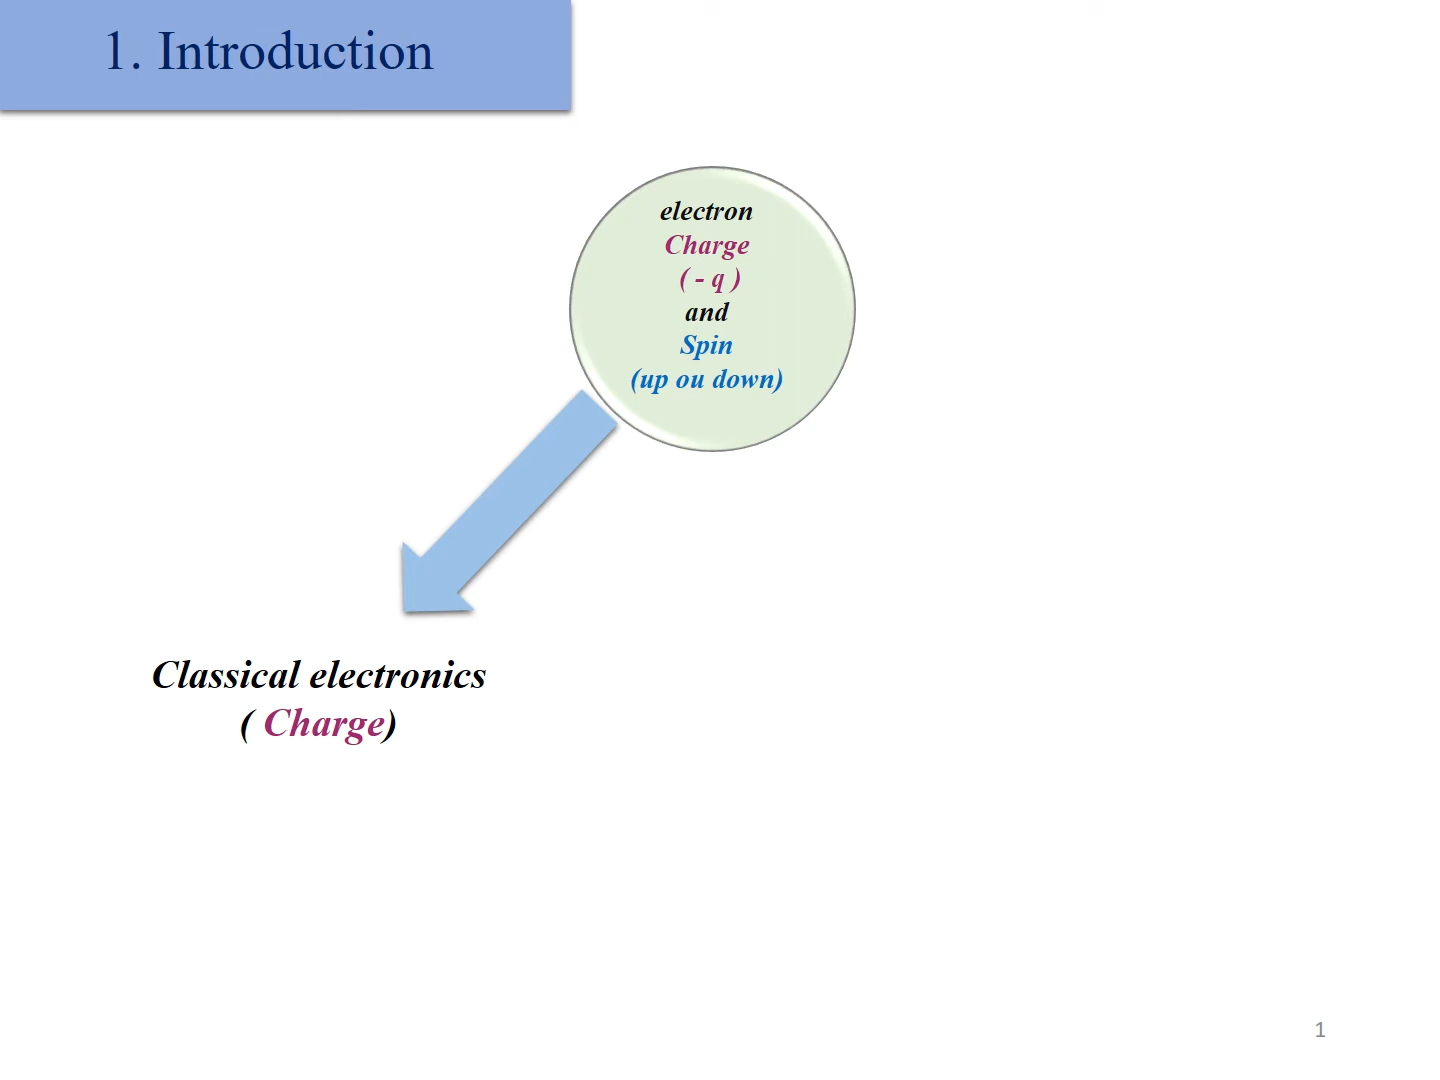 1. Introduction
electron
Charge
( - q )
and
Spin
(up ou down)
Classical electronics
( Charge)
1